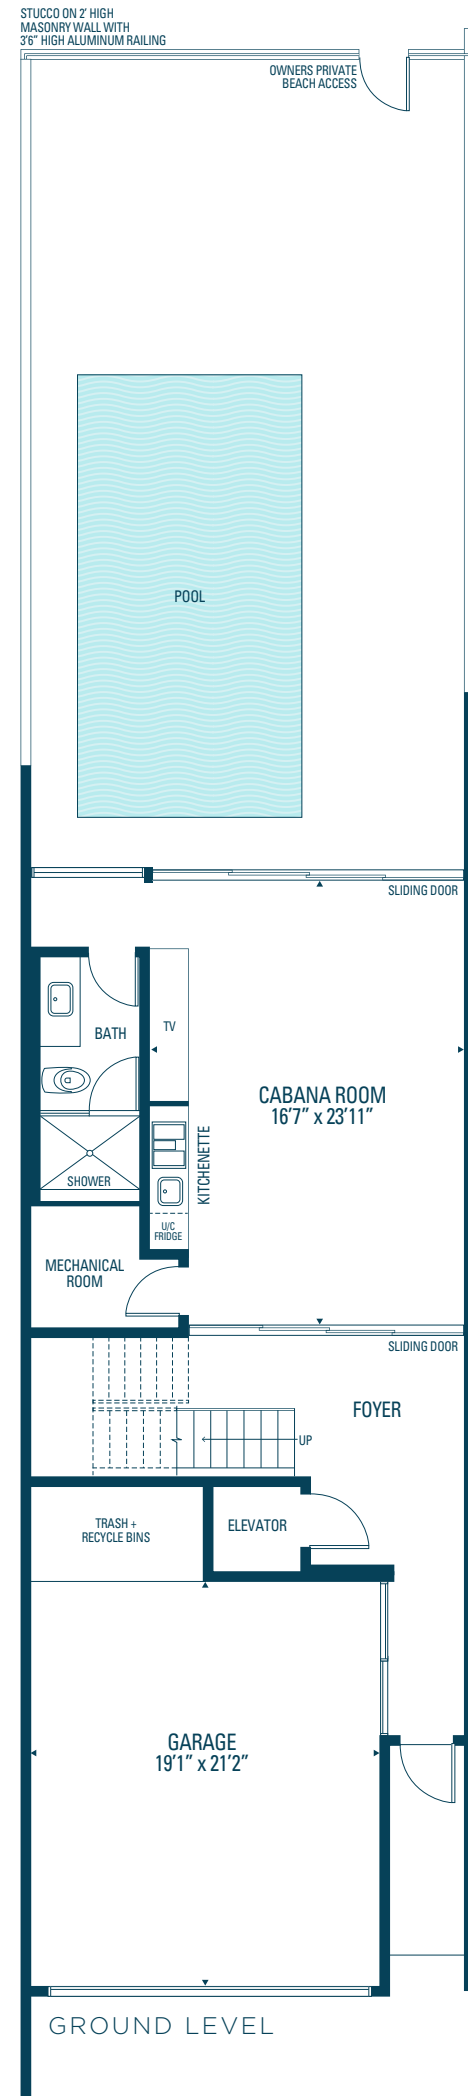 STUCCO ON 2' HIGH
MASONRY WALL WITH
3'6" HIGH ALUMINUM RAILING
OWNERS PRIVATE
BEACH ACCESS
POOL
SLIDING DOOR
BATH
TV
CABANA ROOM
16'7" x 23'11"
KITCHENETTE
SHOWER
U/C
FRIDGE
MECHANICAL
ROOM
SLIDING DOOR
FOYER
UP
TRASH +
RECYCLE BINS
ELEVATOR
GARAGE
19'1" x 21'2"
GROUND LEVEL